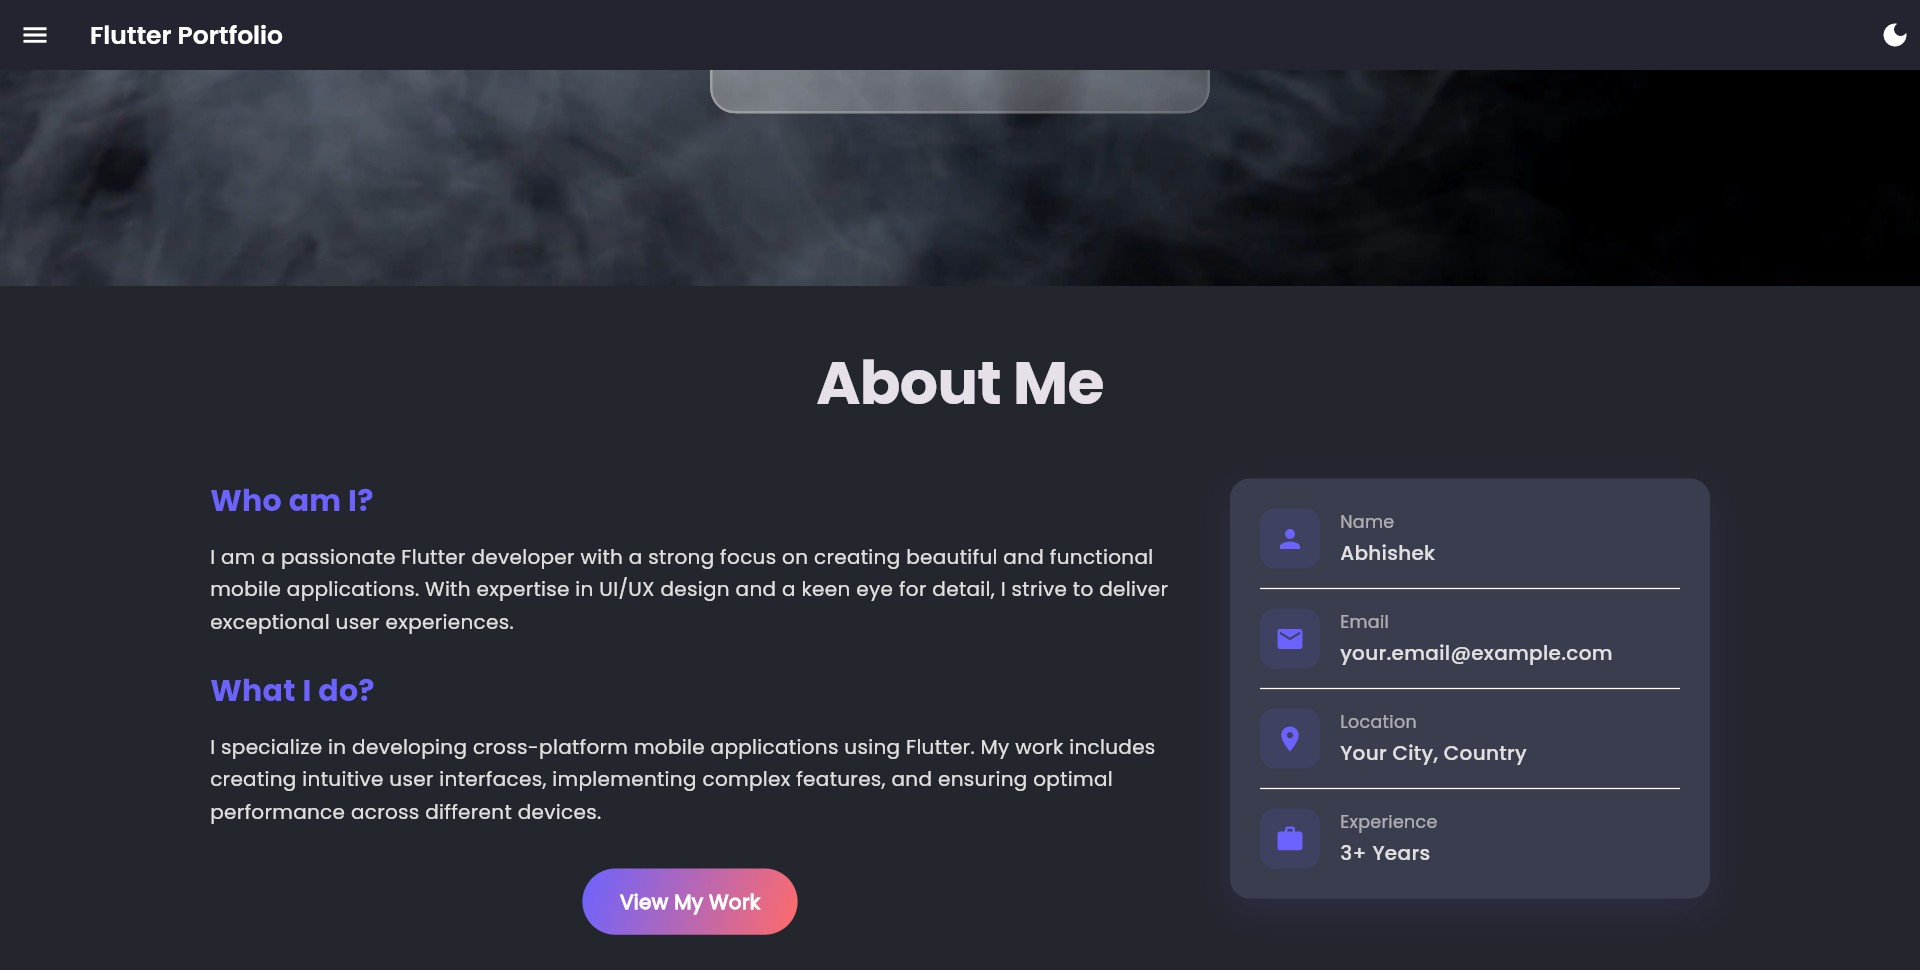 Flutter Portfolio
About Me
Who am I?
I am a passionate Flutter developer with a strong focus on creating beautiful and functional
mobile applications. With expertise in UI/UX design and a keen eye for detail, I strive to deliver
exceptional user experiences.
What I do?
I specialize in developing cross-platform mobile applications using Flutter. My work includes
creating intuitive user interfaces, implementing complex features, and ensuring optimal
performance across different devices.
View My Work
Name
Abhishek
Email
your.email@example.com
Location
Your City, Country
Experience
3+ Years